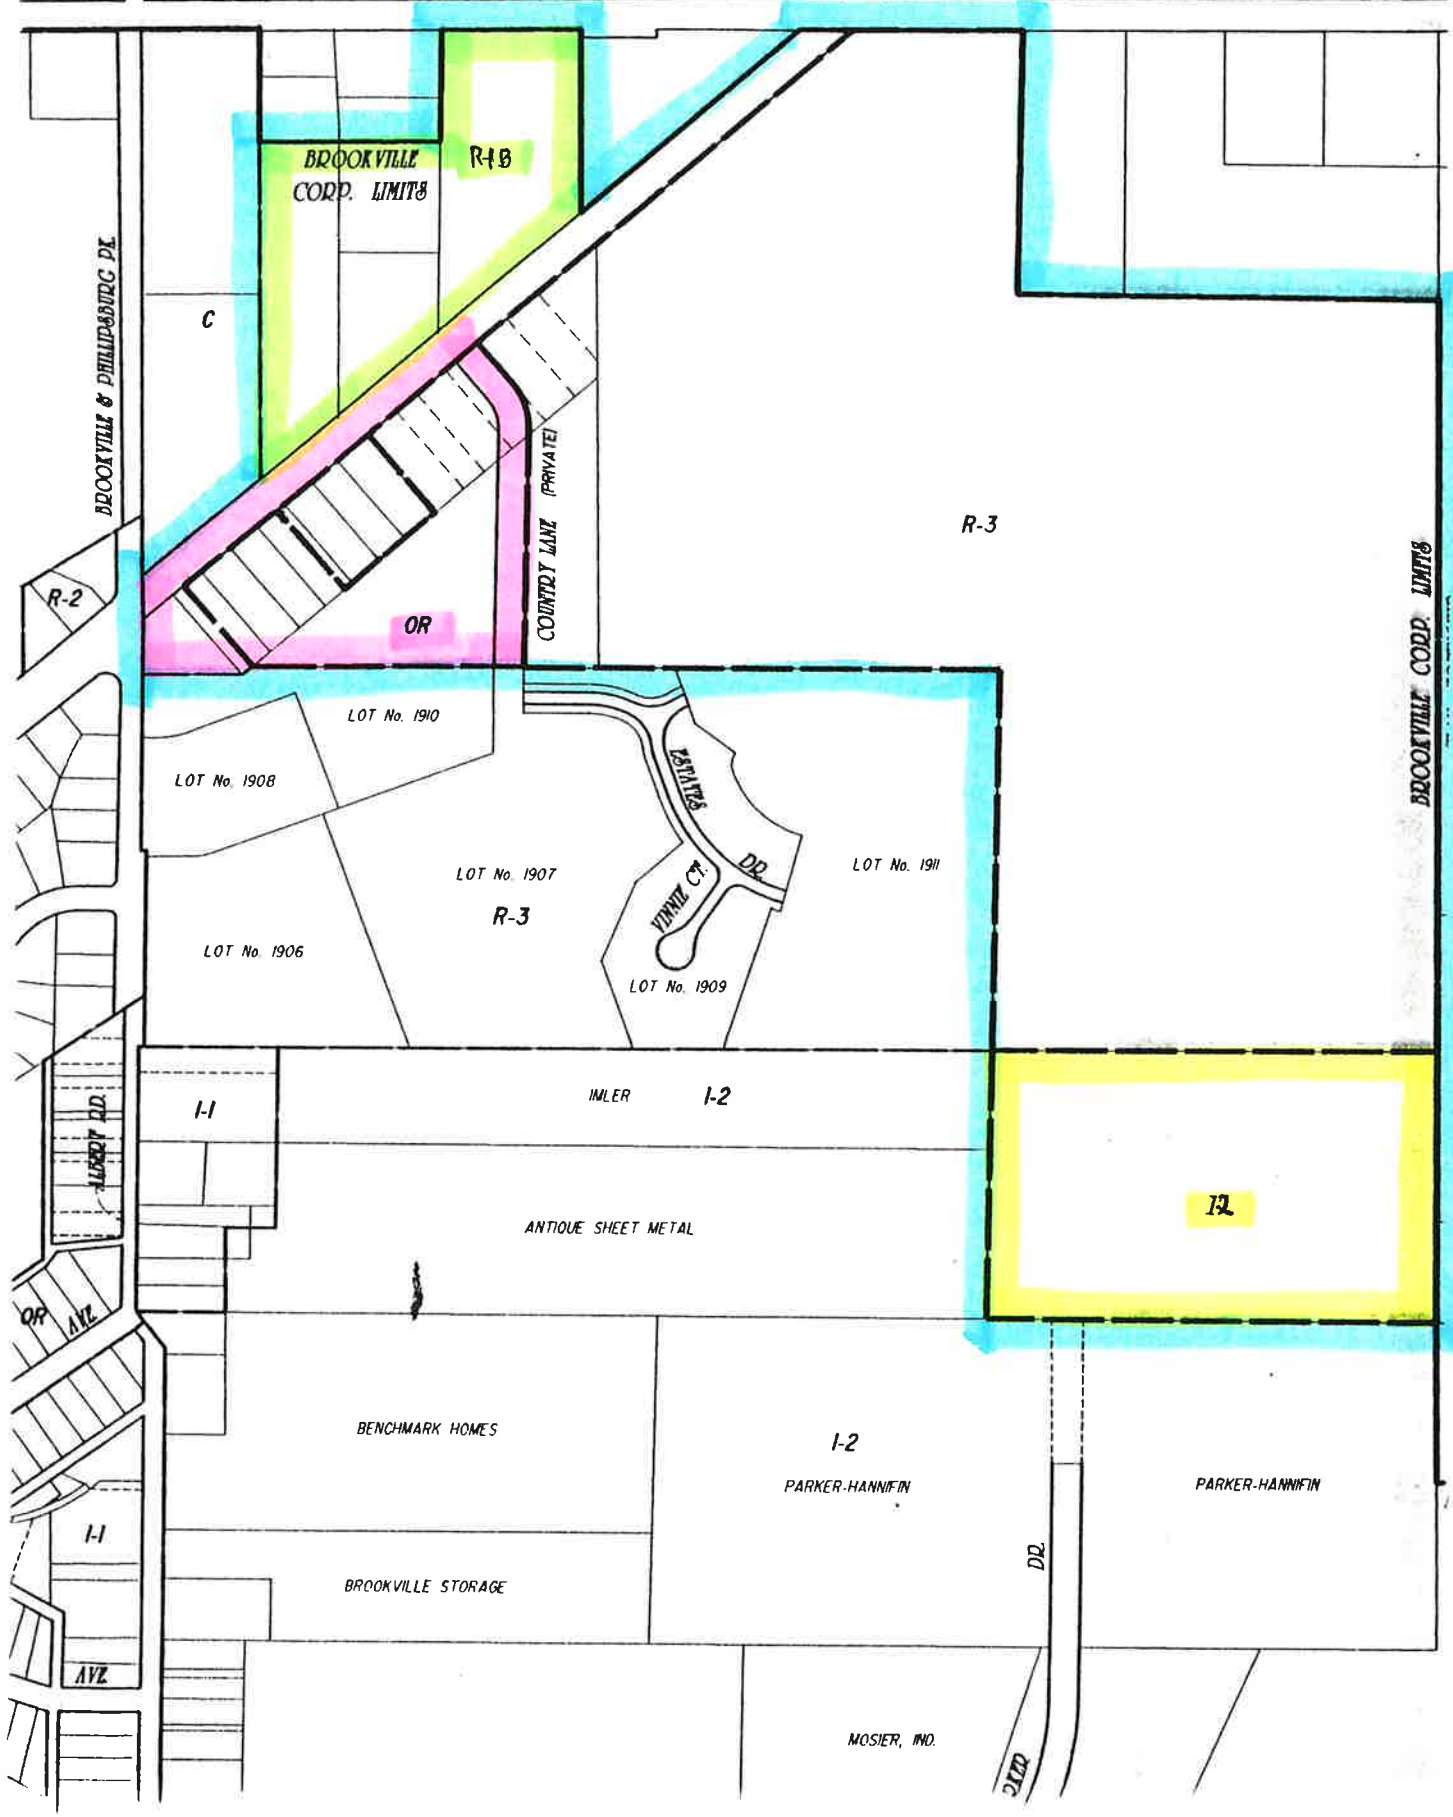 BROOKVILLE
CORP. LIMITS
R-1B
BROOKVILLE & PHILLIPSBURG PK.
C
R-2
COUNTRY LANE (PRIVATE)
R-3
OR
BROOKVILLE CORP. LIMITS
LOT No. 1910
LOT No. 1908
ESTATES
DR.
LOT No. 1907
R-3
VINNIE CT.
LOT No. 1911
LOT No. 1906
LOT No. 1909
I-1
IMLER
I-2
ALBERT RD.
ANTIQUE SHEET METAL
I-2
OR
AVE.
BENCHMARK HOMES
I-2
PARKER-HANNIFIN
PARKER-HANNIFIN
I-1
DR.
BROOKVILLE STORAGE
AVE.
MOSIER, IND.